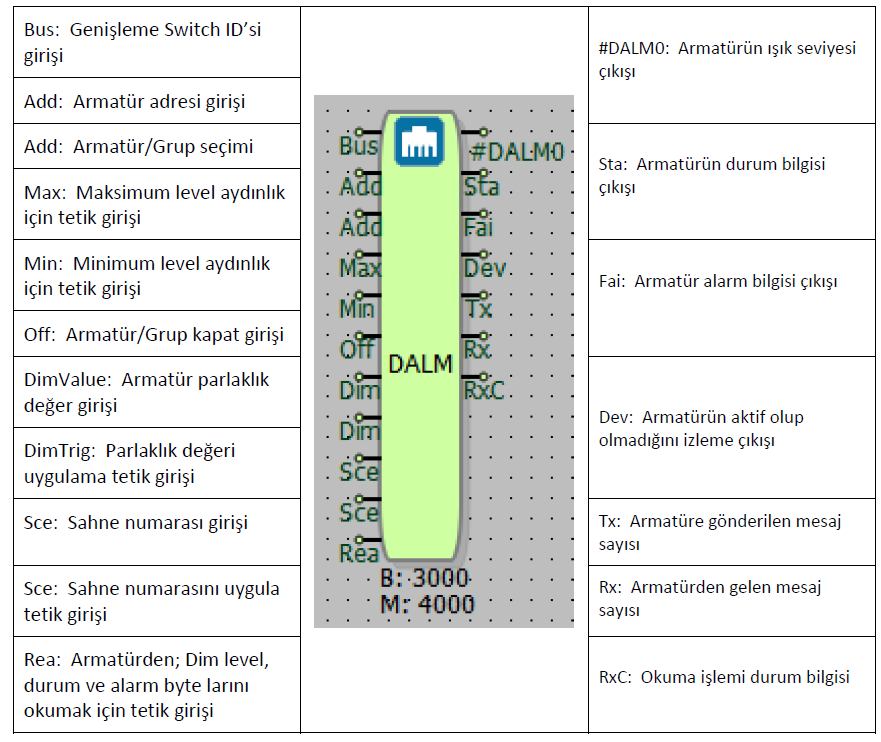 Bus:  Genişleme Switch ID’si
girişi
Add:  Armatür adresi girişi
Add:  Armatür/Grup seçimi
Max:  Maksimum level aydınlık
için tetik girişi
Min:  Minimum level aydınlık
için tetik girişi
Off:  Armatür/Grup kapat girişi
DimValue:  Armatür parlaklık
değer girişi
DimTrig:  Parlaklık değeri
uygulama tetik girişi
Sce:  Sahne numarası girişi
Sce:  Sahne numarasını uygula
tetik girişi
Rea:  Armatürden; Dim level,
durum ve alarm byte larını
okumak için tetik girişi
Bus
Add
Add
Max
Min
Off
Dim
Dim
Sce
Sce
Rea
DALM
#DALM0
Sta
Fai
Dev
Tx
Rx
RxC
B: 3000
M: 4000
#DALM0:  Armatürün ışık seviyesi
çıkışı
Sta:  Armatürün durum bilgisi
çıkışı
Fai:  Armatür alarm bilgisi çıkışı
Dev:  Armatürün aktif olup
olmadığını izleme çıkışı
Tx:  Armatüre gönderilen mesaj
sayısı
Rx:  Armatürden gelen mesaj
sayısı
RxC:  Okuma işlemi durum bilgisi